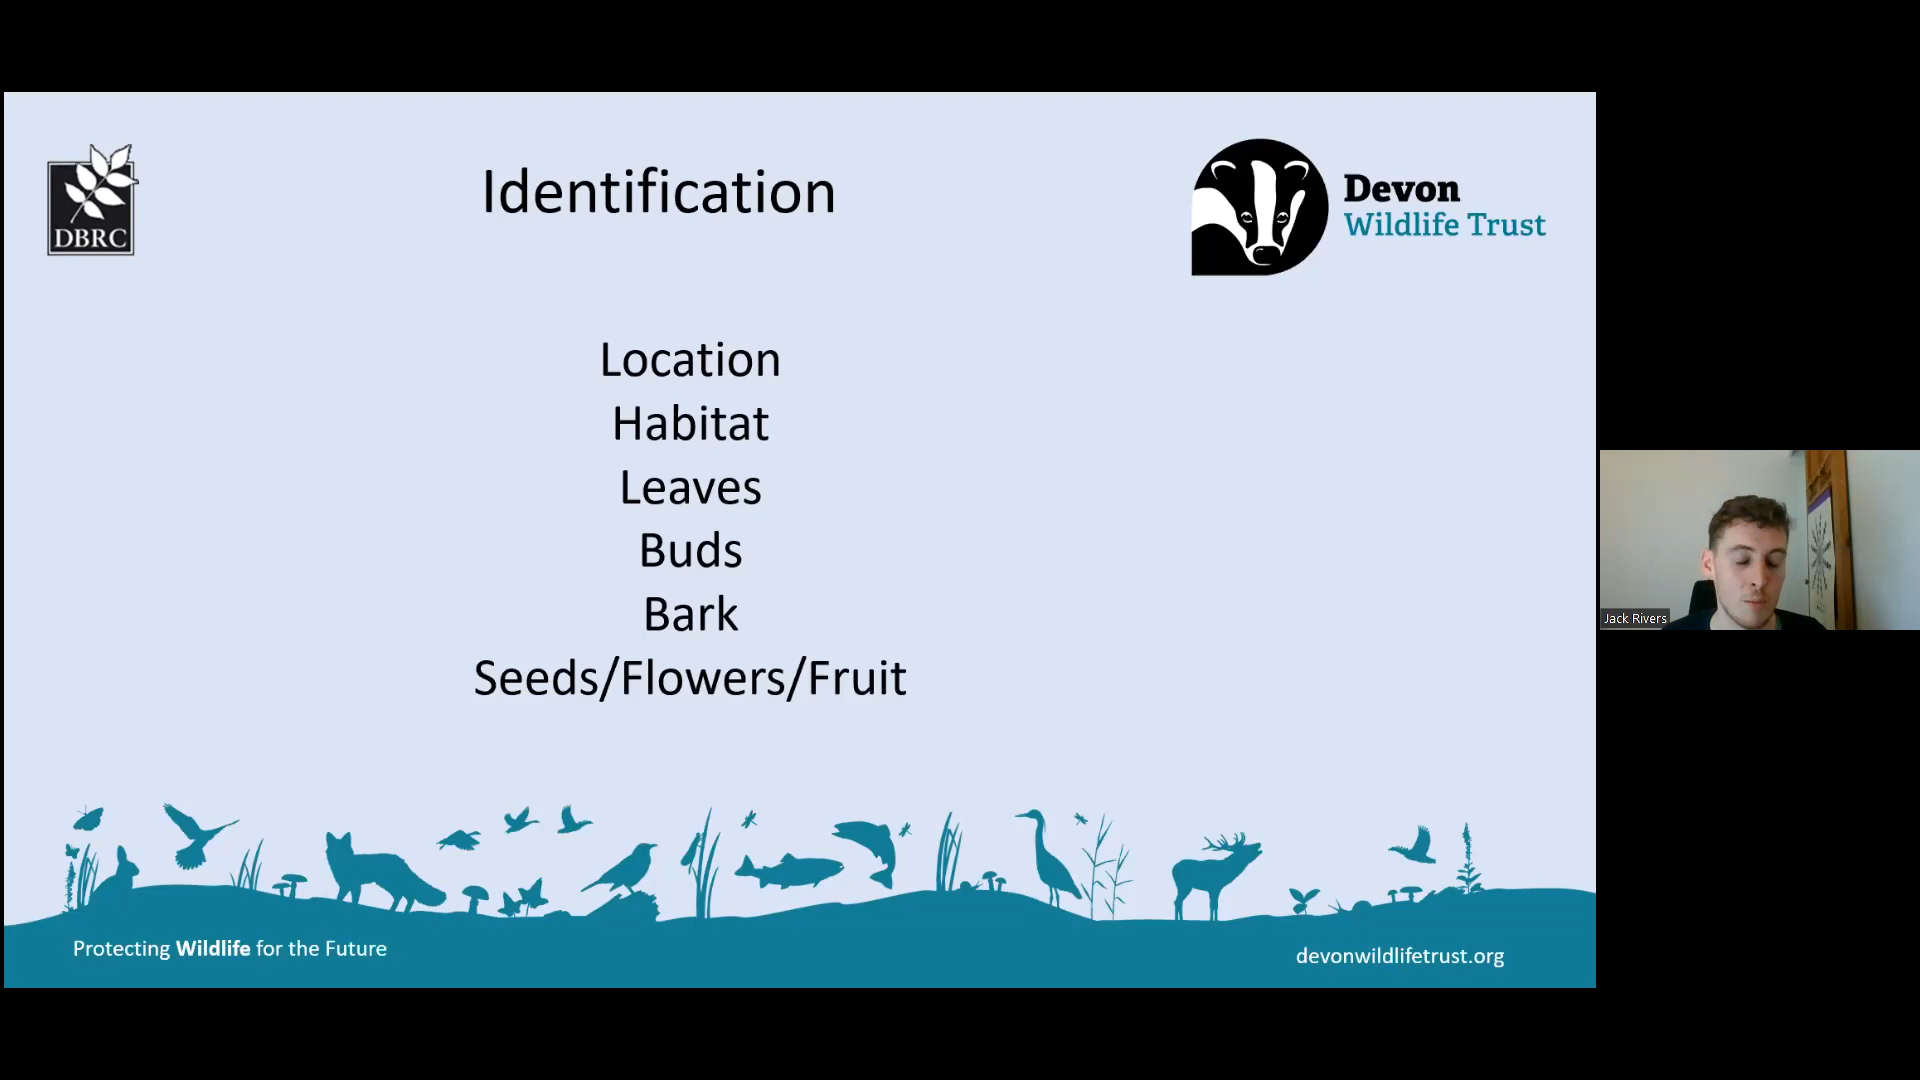 DBRC
Identification
Devon
Wildlife Trust
Location
Habitat
Leaves
Buds
Bark
Seeds/Flowers/Fruit
Jack Rivers
Protecting Wildlife for the Future
devonwildlifetrust.org